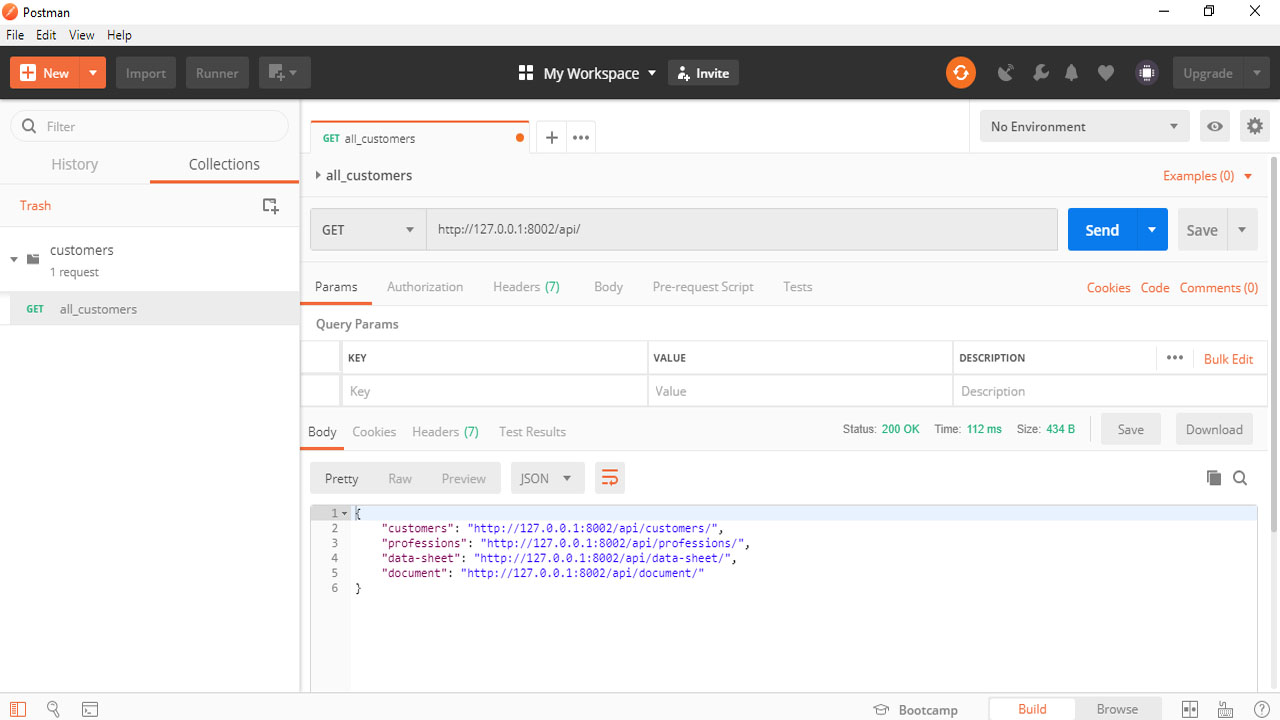 Postman
File Edit View Help
New Import Runner My Workspace Invite Upgrade
Filter
History Collections
Trash
customers
1 request
GET all_customers
GET all_customers
No Environment
all_customers Examples (0)
GET http://127.0.0.1:8002/api/ Send Save
Params Authorization Headers (7) Body Pre-request Script Tests Cookies Code Comments (0)
Query Params
KEY VALUE DESCRIPTION Bulk Edit
Key Value Description
Body Cookies Headers (7) Test Results Status: 200 OK Time: 112 ms Size: 434 B Save Download
Pretty Raw Preview JSON
1 {
2 "customers": "http://127.0.0.1:8002/api/customers/",
3 "professions": "http://127.0.0.1:8002/api/professions/",
4 "data-sheet": "http://127.0.0.1:8002/api/data-sheet/",
5 "document": "http://127.0.0.1:8002/api/document/"
6 }
Bootcamp Build Browse